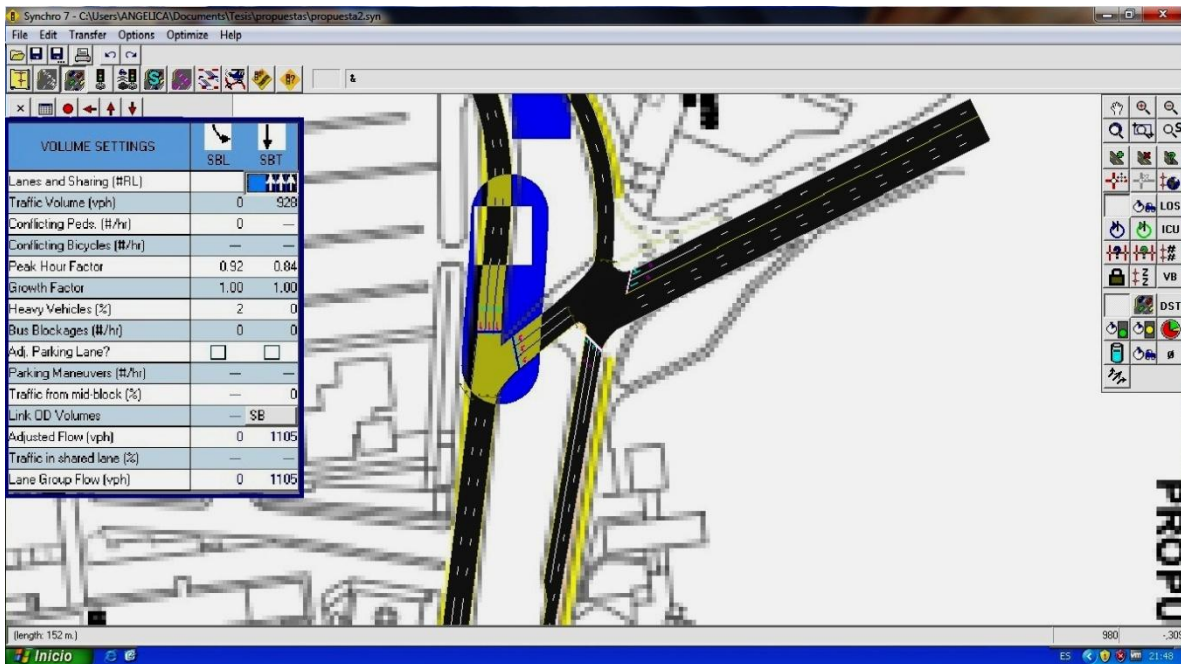 Synchro 7 - C:\Users\ANGELICA\Documents\Tesis\propuestas\propuesta2.syn
File Edit Transfer Options Optimize Help
&
VOLUME SETTINGS SBL SBT
Lanes and Sharing (#RL)
Traffic Volume (vph) 0 928
Conflicting Peds. (#/hr) 0 —
Conflicting Bicycles (#/hr) — —
Peak Hour Factor 0.92 0.84
Growth Factor 1.00 1.00
Heavy Vehicles (%) 2 0
Bus Blockages (#/hr) 0 0
Adj. Parking Lane?
Parking Maneuvers (#/hr) — —
Traffic from mid-block (%) — 0
Link OD Volumes — SB
Adjusted Flow (vph) 0 1105
Traffic in shared lane (%) — —
Lane Group Flow (vph) 0 1105
LOS
ICU
VB
DST
ø
PROPU
(length: 152 m.) 980 -.309
Inicio ES 21:48